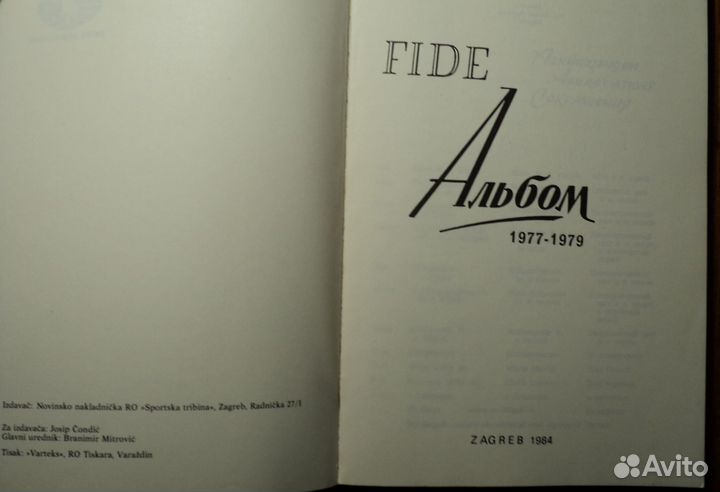 Izdavač: Novinsko nakladnička RO »Sportska tribina«, Zagreb, Radnička 27/I
Za izdavača: Josip Čondić
Glavni urednik: Branimir Mitrović
Tisak: »Varteks«, RO Tiskara, Varaždin
FIDE
Альбом
1977-1979
ZAGREB 1984
Avito